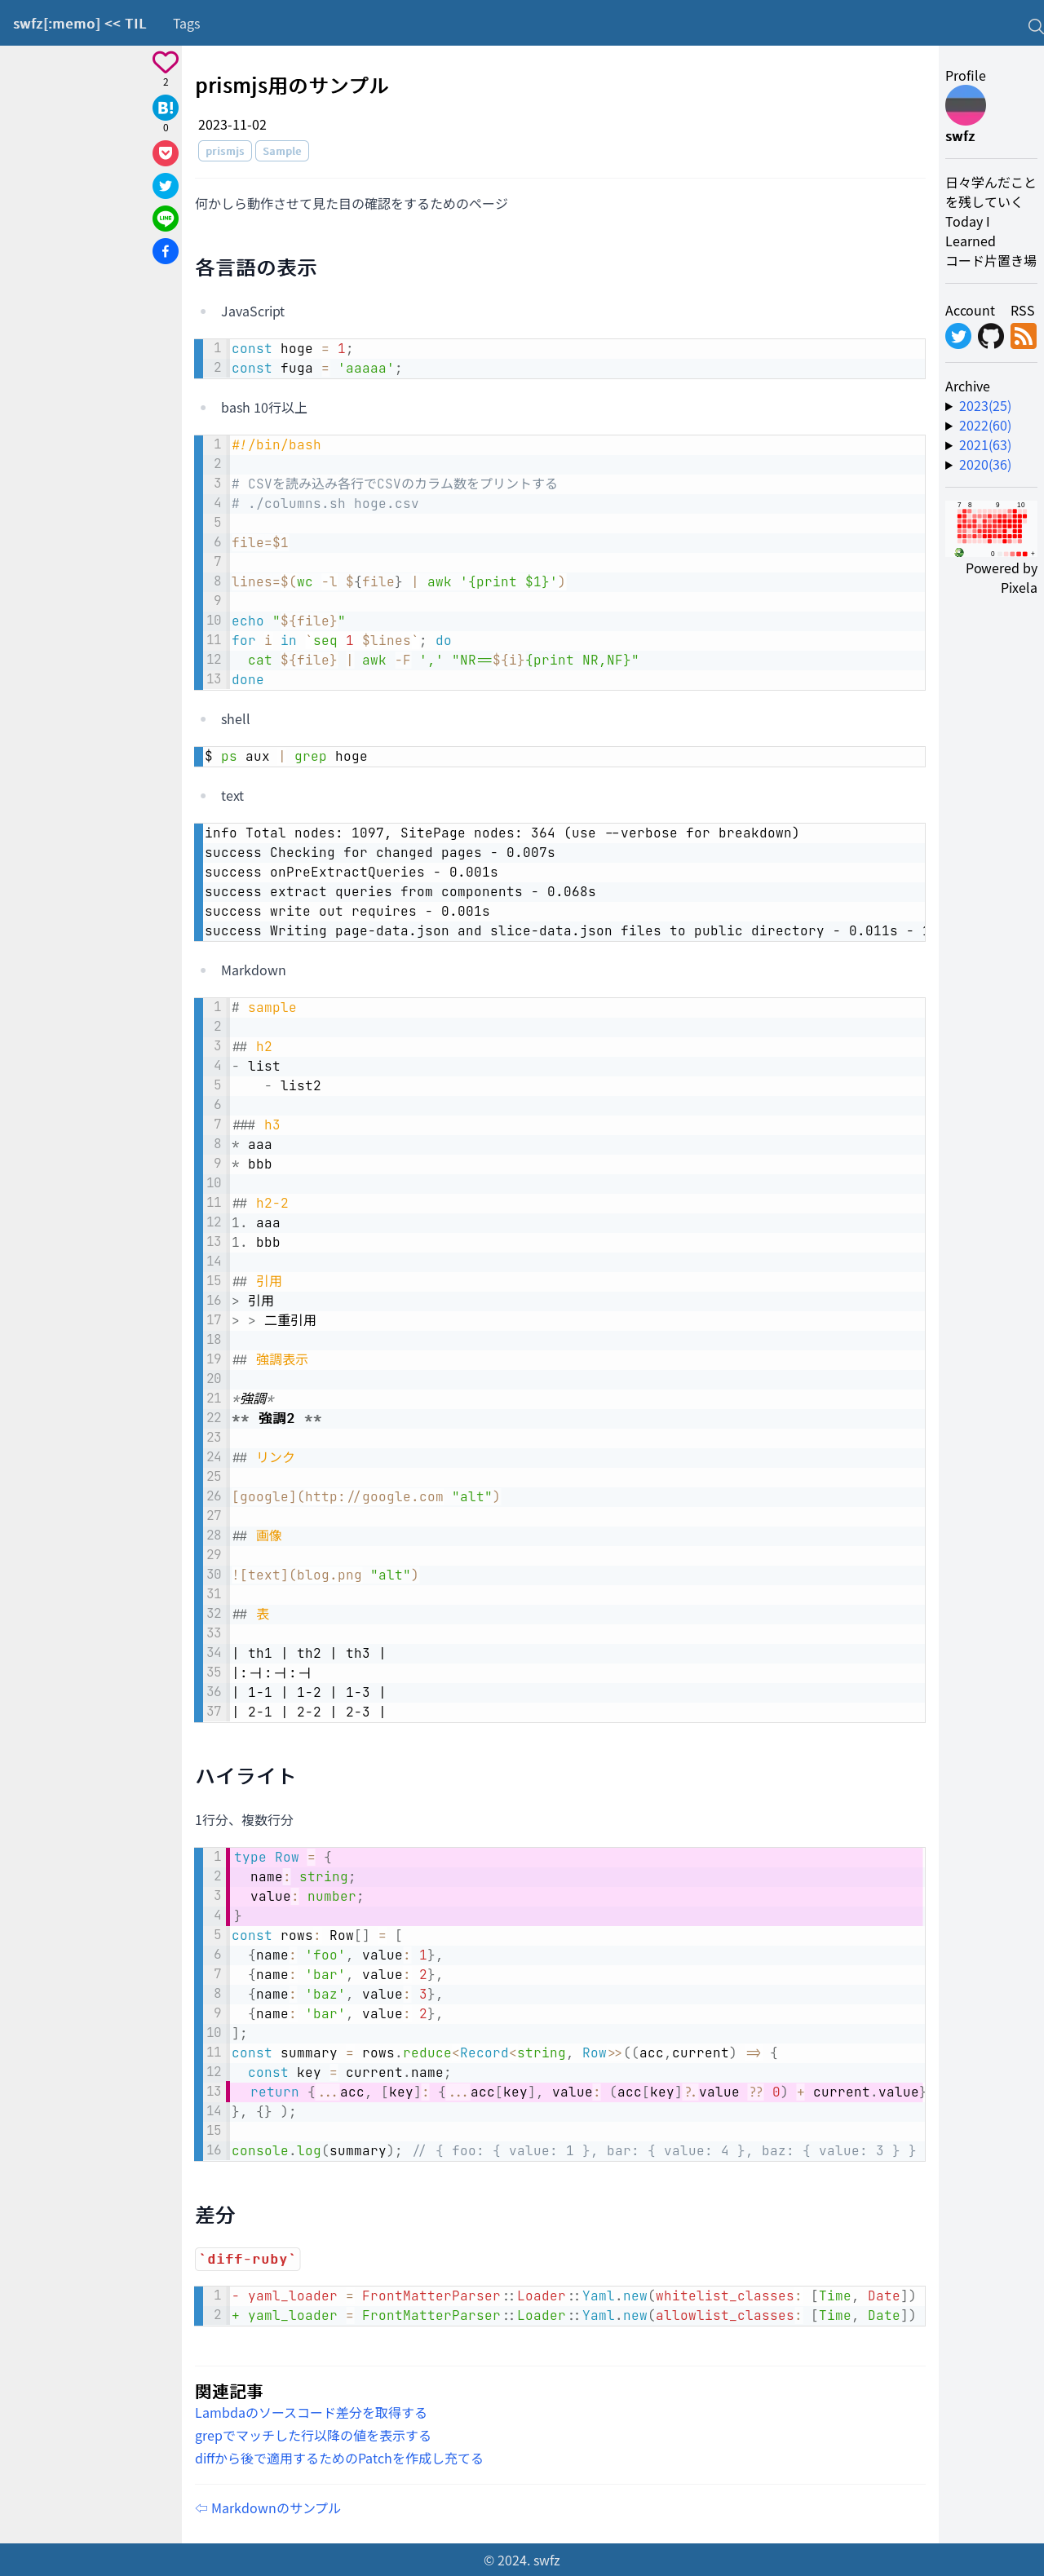 swfz[:memo] << TIL Tags
2
B!
0
LINE
prismjs用のサンプル
2023-11-02
prismjs Sample
何かしら動作させて見た目の確認をするためのページ
各言語の表示
JavaScript
1 const hoge = 1;
2 const fuga = 'aaaaa';
bash 10行以上
1 #!/bin/bash
2
3 # CSVを読み込み各行でCSVのカラム数をプリントする
4 # ./columns.sh hoge.csv
5
6 file=$1
7
8 lines=$(wc -l ${file} | awk '{print $1}')
9
10 echo "${file}"
11 for i in `seq 1 $lines`; do
12   cat ${file} | awk -F ',' "NR==${i}{print NR,NF}"
13 done
shell
$ ps aux | grep hoge
text
info Total nodes: 1097, SitePage nodes: 364 (use --verbose for breakdown)
success Checking for changed pages - 0.007s
success onPreExtractQueries - 0.001s
success extract queries from components - 0.068s
success write out requires - 0.001s
success Writing page-data.json and slice-data.json files to public directory - 0.011s -
Markdown
1 # sample
2
3 ## h2
4 - list
5     - list2
6
7 ### h3
8 * aaa
9 * bbb
10
11 ## h2-2
12 1. aaa
13 1. bbb
14
15 ## 引用
16 > 引用
17 > > 二重引用
18
19 ## 強調表示
20
21 *強調*
22 ** 強調2 **
23
24 ## リンク
25
26 [google](http://google.com "alt")
27
28 ## 画像
29
30 ![text](blog.png "alt")
31
32 ## 表
33
34 | th1 | th2 | th3 |
35 |:-|:-|:-|
36 | 1-1 | 1-2 | 1-3 |
37 | 2-1 | 2-2 | 2-3 |
ハイライト
1行分、複数行分
1 type Row = {
2   name: string;
3   value: number;
4 }
5 const rows: Row[] = [
6   {name: 'foo', value: 1},
7   {name: 'bar', value: 2},
8   {name: 'baz', value: 3},
9   {name: 'bar', value: 2},
10 ];
11 const summary = rows.reduce<Record<string, Row>>((acc,current) => {
12   const key = current.name;
13   return {...acc, [key]: {...acc[key], value: (acc[key]?.value ?? 0) + current.value}
14 }, {} );
15
16 console.log(summary); // { foo: { value: 1 }, bar: { value: 4 }, baz: { value: 3 } }
差分
`diff-ruby`
1 - yaml_loader = FrontMatterParser::Loader::Yaml.new(whitelist_classes: [Time, Date])
2 + yaml_loader = FrontMatterParser::Loader::Yaml.new(allowlist_classes: [Time, Date])
関連記事
Lambdaのソースコード差分を取得する
grepでマッチした行以降の値を表示する
diffから後で適用するためのPatchを作成し充てる
⇦ Markdownのサンプル
Profile
swfz
日々学んだこと
を残していく
Today I
Learned
コード片置き場
Account RSS
Archive
▶ 2023(25)
▶ 2022(60)
▶ 2021(63)
▶ 2020(36)
7 8 9 10
0 +
Powered by
Pixela
© 2024. swfz